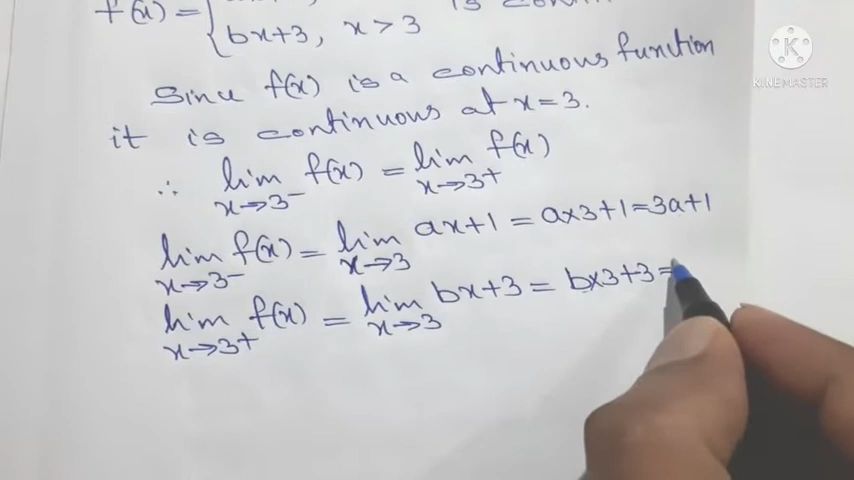 f(x) = { is
bx+3, x > 3
Since f(x) is a continuous function
it is continuous at x = 3.
∴ lim x→3⁻ f(x) = lim x→3⁺ f(x)
lim x→3⁻ f(x) = lim x→3 ax+1 = a×3+1 = 3a+1
lim x→3⁺ f(x) = lim x→3 bx+3 = b×3+3 =
K
KINEMASTER